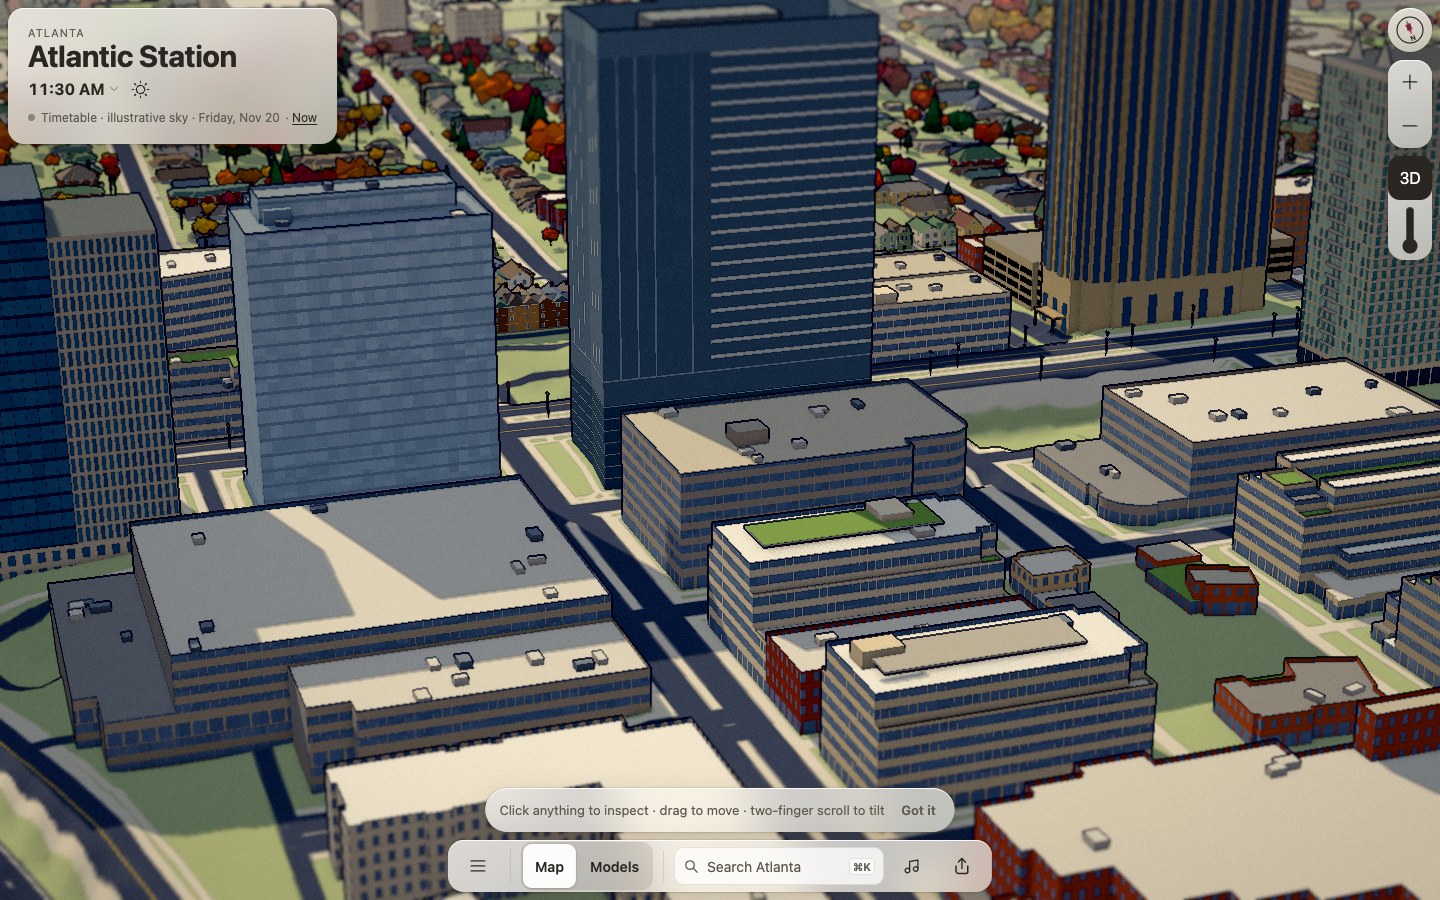 ATLANTA
Atlantic Station
11:30 AM
Timetable · illustrative sky · Friday, Nov 20 · Now
N
+
−
3D
Click anything to inspect · drag to move · two-finger scroll to tilt Got it
Map Models Search Atlanta ⌘K